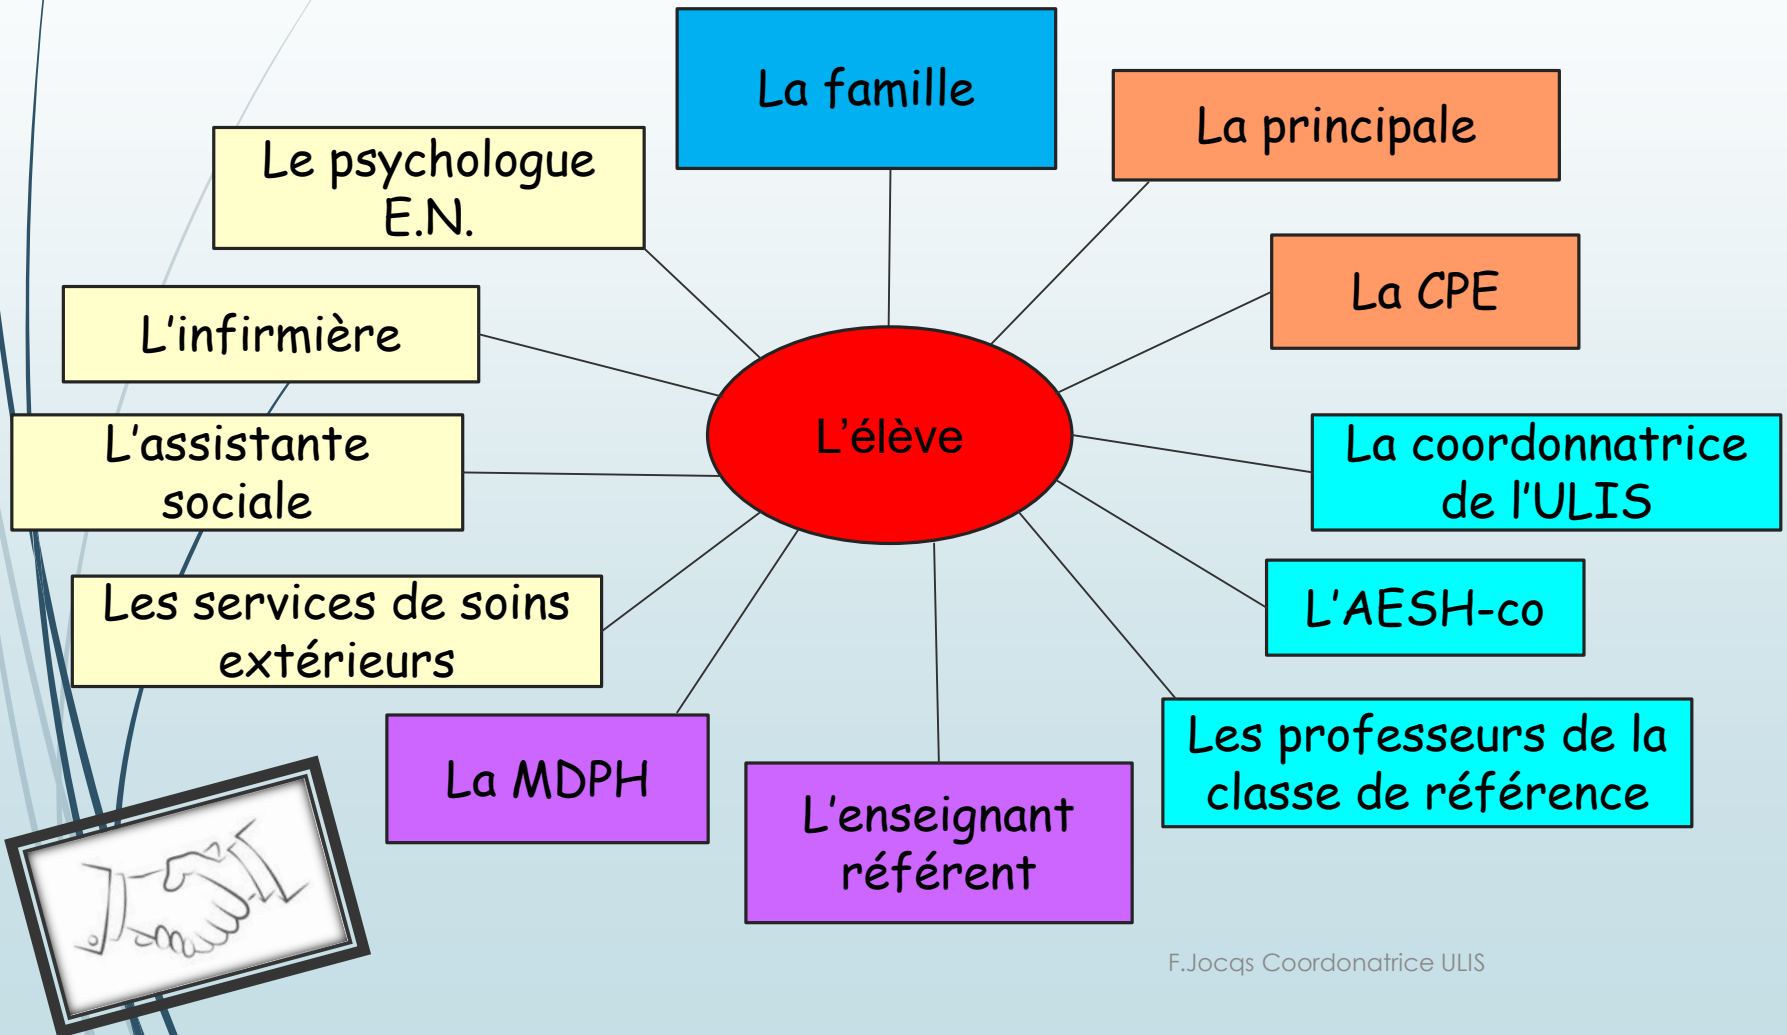 La famille
La principale
Le psychologue
E.N.
La CPE
L'infirmière
L'élève
L'assistante
sociale
La coordonnatrice
de l'ULIS
L'AESH-co
Les services de soins
extérieurs
Les professeurs de la
classe de référence
La MDPH
L'enseignant
référent
F.Jocqs Coordonatrice ULIS